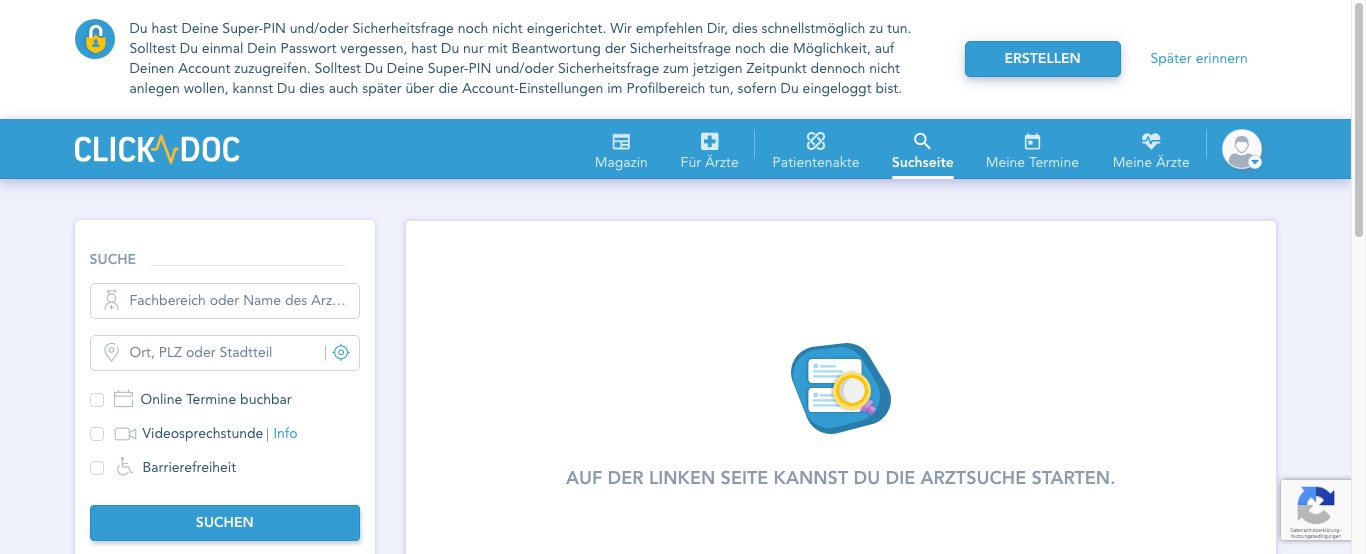 Du hast Deine Super-PIN und/oder Sicherheitsfrage noch nicht eingerichtet. Wir empfehlen Dir, dies schnellstmöglich zu tun.
Solltest Du einmal Dein Passwort vergessen, hast Du nur mit Beantwortung der Sicherheitsfrage noch die Möglichkeit, auf
Deinen Account zuzugreifen. Solltest Du Deine Super-PIN und/oder Sicherheitsfrage zum jetzigen Zeitpunkt dennoch nicht
anlegen wollen, kannst Du dies auch später über die Account-Einstellungen im Profilbereich tun, sofern Du eingeloggt bist.
ERSTELLEN
Später erinnern
CLICKDOC
Magazin
Für Ärzte
Patientenakte
Suchseite
Meine Termine
Meine Ärzte
SUCHE
Fachbereich oder Name des Arz…
Ort, PLZ oder Stadtteil
Online Termine buchbar
Videosprechstunde | Info
Barrierefreiheit
SUCHEN
AUF DER LINKEN SEITE KANNST DU DIE ARZTSUCHE STARTEN.
Datenschutzerklärung -
Nutzungsbedingungen